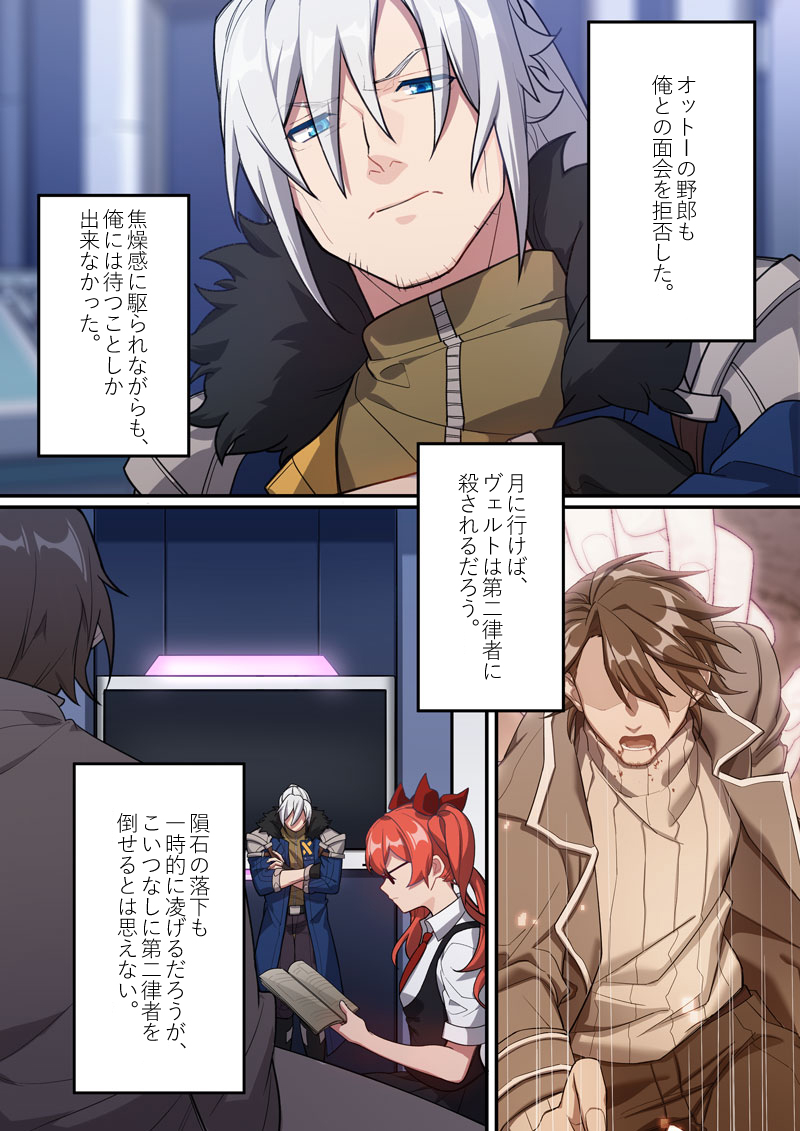 オットーの野郎も
俺との面会を拒否した。
焦燥感に駆られながらも、
俺には待つことしか
出来なかった。
月に行けば、
ヴェルトは第二律者に
殺されるだろう。
隕石の落下も
一時的に凌げるだろうが、
こいつなしに第二律者を
倒せるとは思えない。